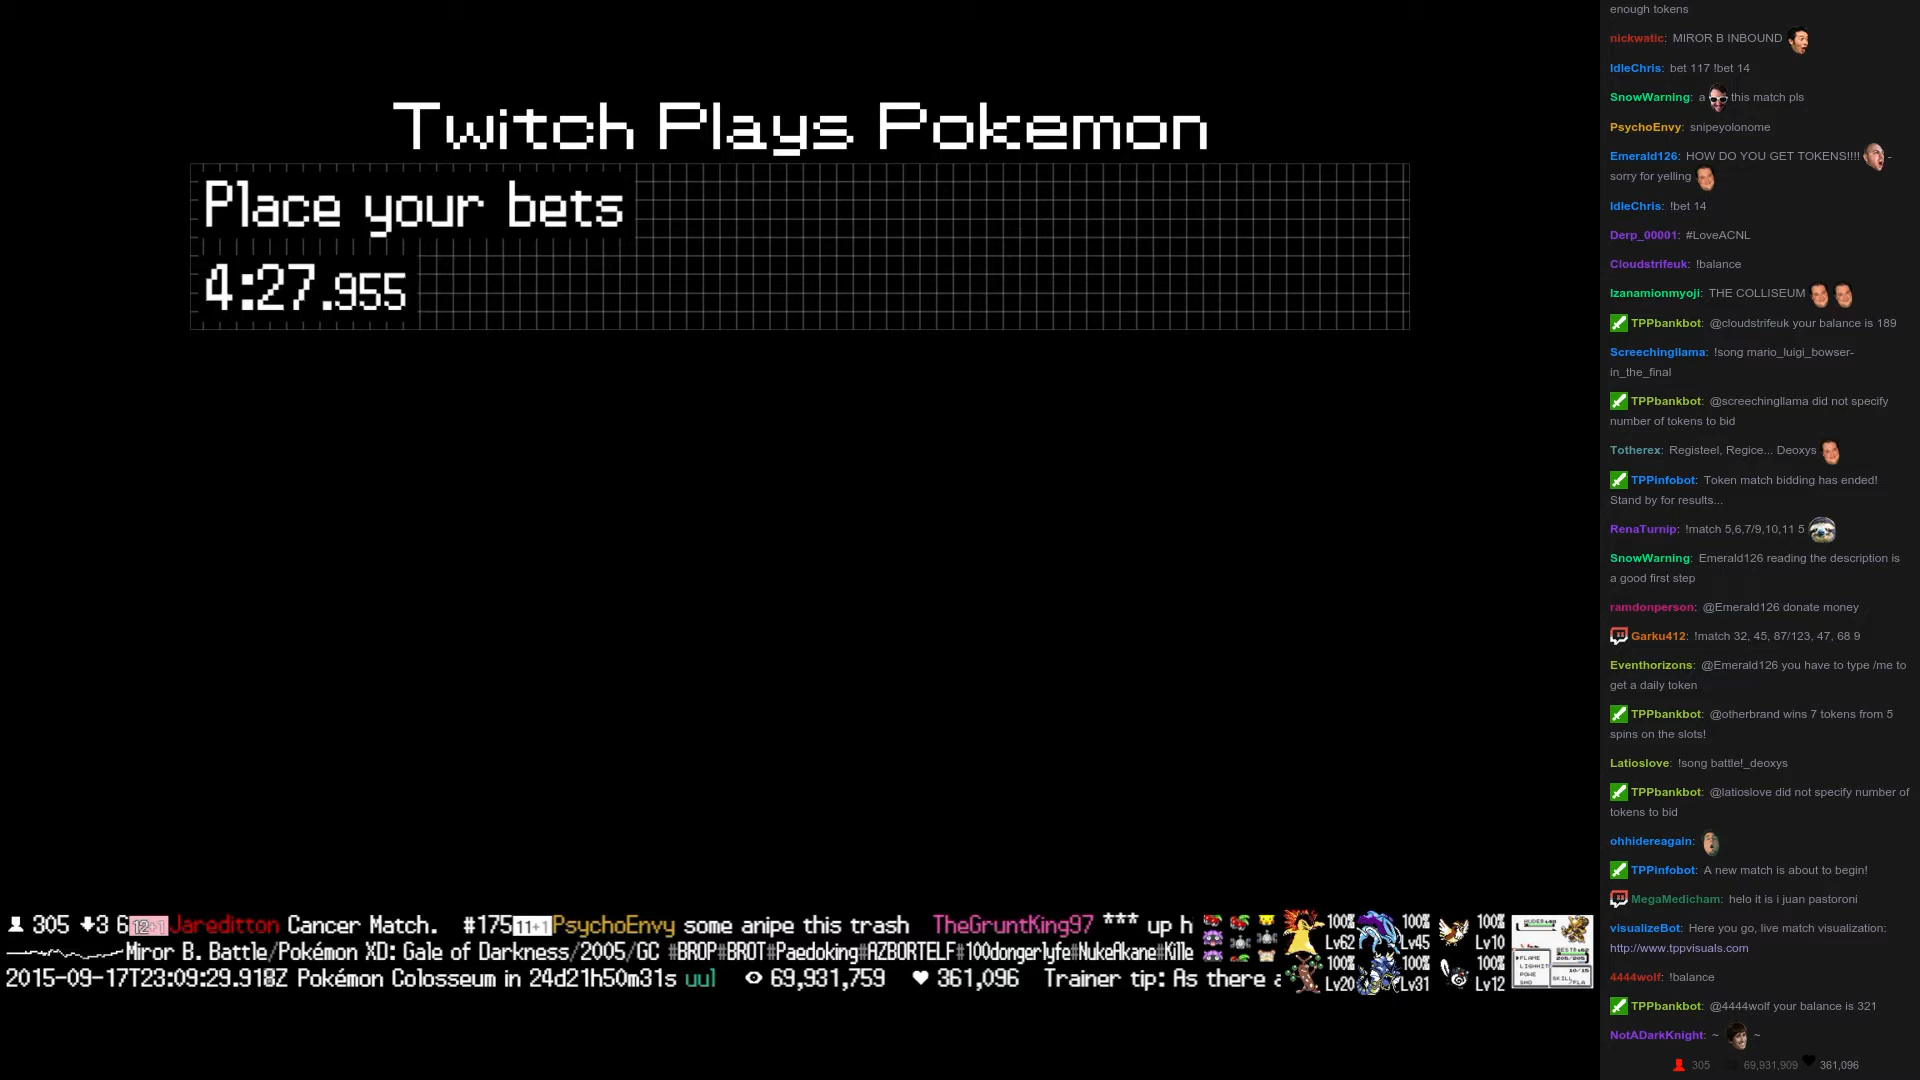 Twitch Plays Pokemon
Place your bets
4:27.955
305 3 6 12+1 Jareditton Cancer Match. #175 11+1 PsychoEnvy some anipe this trash TheGruntKing97 *** up h
Miror B. Battle/Pokémon XD: Gale of Darkness/2005/GC #BROP#BROT#Paedoking#AZBORTELF#100dongerlyfe#NukeAkane#Kille
2015-09-17T23:09:29.918Z Pokémon Colosseum in 24d21h50m31s uul 69,931,759 361,096 Trainer tip: As there a
100% 100% 100%
Lv62 Lv45 Lv10
100% 100% 100%
Lv20 Lv31 Lv12
enough tokens
nickwatic: MIROR B INBOUND
IdleChris: bet 117 !bet 14
SnowWarning: a this match pls
PsychoEnvy: snipeyolonome
Emerald126: HOW DO YOU GET TOKENS!!!! -
sorry for yelling
IdleChris: !bet 14
Derp_00001: #LoveACNL
Cloudstrifeuk: !balance
Izanamionmyoji: THE COLLISEUM
TPPbankbot: @cloudstrifeuk your balance is 189
Screechingllama: !song mario_luigi_bowser-
in_the_final
TPPbankbot: @screechingllama did not specify
number of tokens to bid
Totherex: Registeel, Regice... Deoxys
TPPinfobot: Token match bidding has ended!
Stand by for results...
RenaTurnip: !match 5,6,7/9,10,11 5
SnowWarning: Emerald126 reading the description is
a good first step
ramdonperson: @Emerald126 donate money
Garku412: !match 32, 45, 87/123, 47, 68 9
Eventhorizons: @Emerald126 you have to type /me to
get a daily token
TPPbankbot: @otherbrand wins 7 tokens from 5
spins on the slots!
Latioslove: !song battle!_deoxys
TPPbankbot: @latioslove did not specify number of
tokens to bid
ohhidereagain:
TPPinfobot: A new match is about to begin!
MegaMedicham: helo it is i juan pastoroni
visualizeBot: Here you go, live match visualization:
http://www.tppvisuals.com
4444wolf: !balance
TPPbankbot: @4444wolf your balance is 321
NotADarkKnight: ~ ~
305 69,931,909 361,096